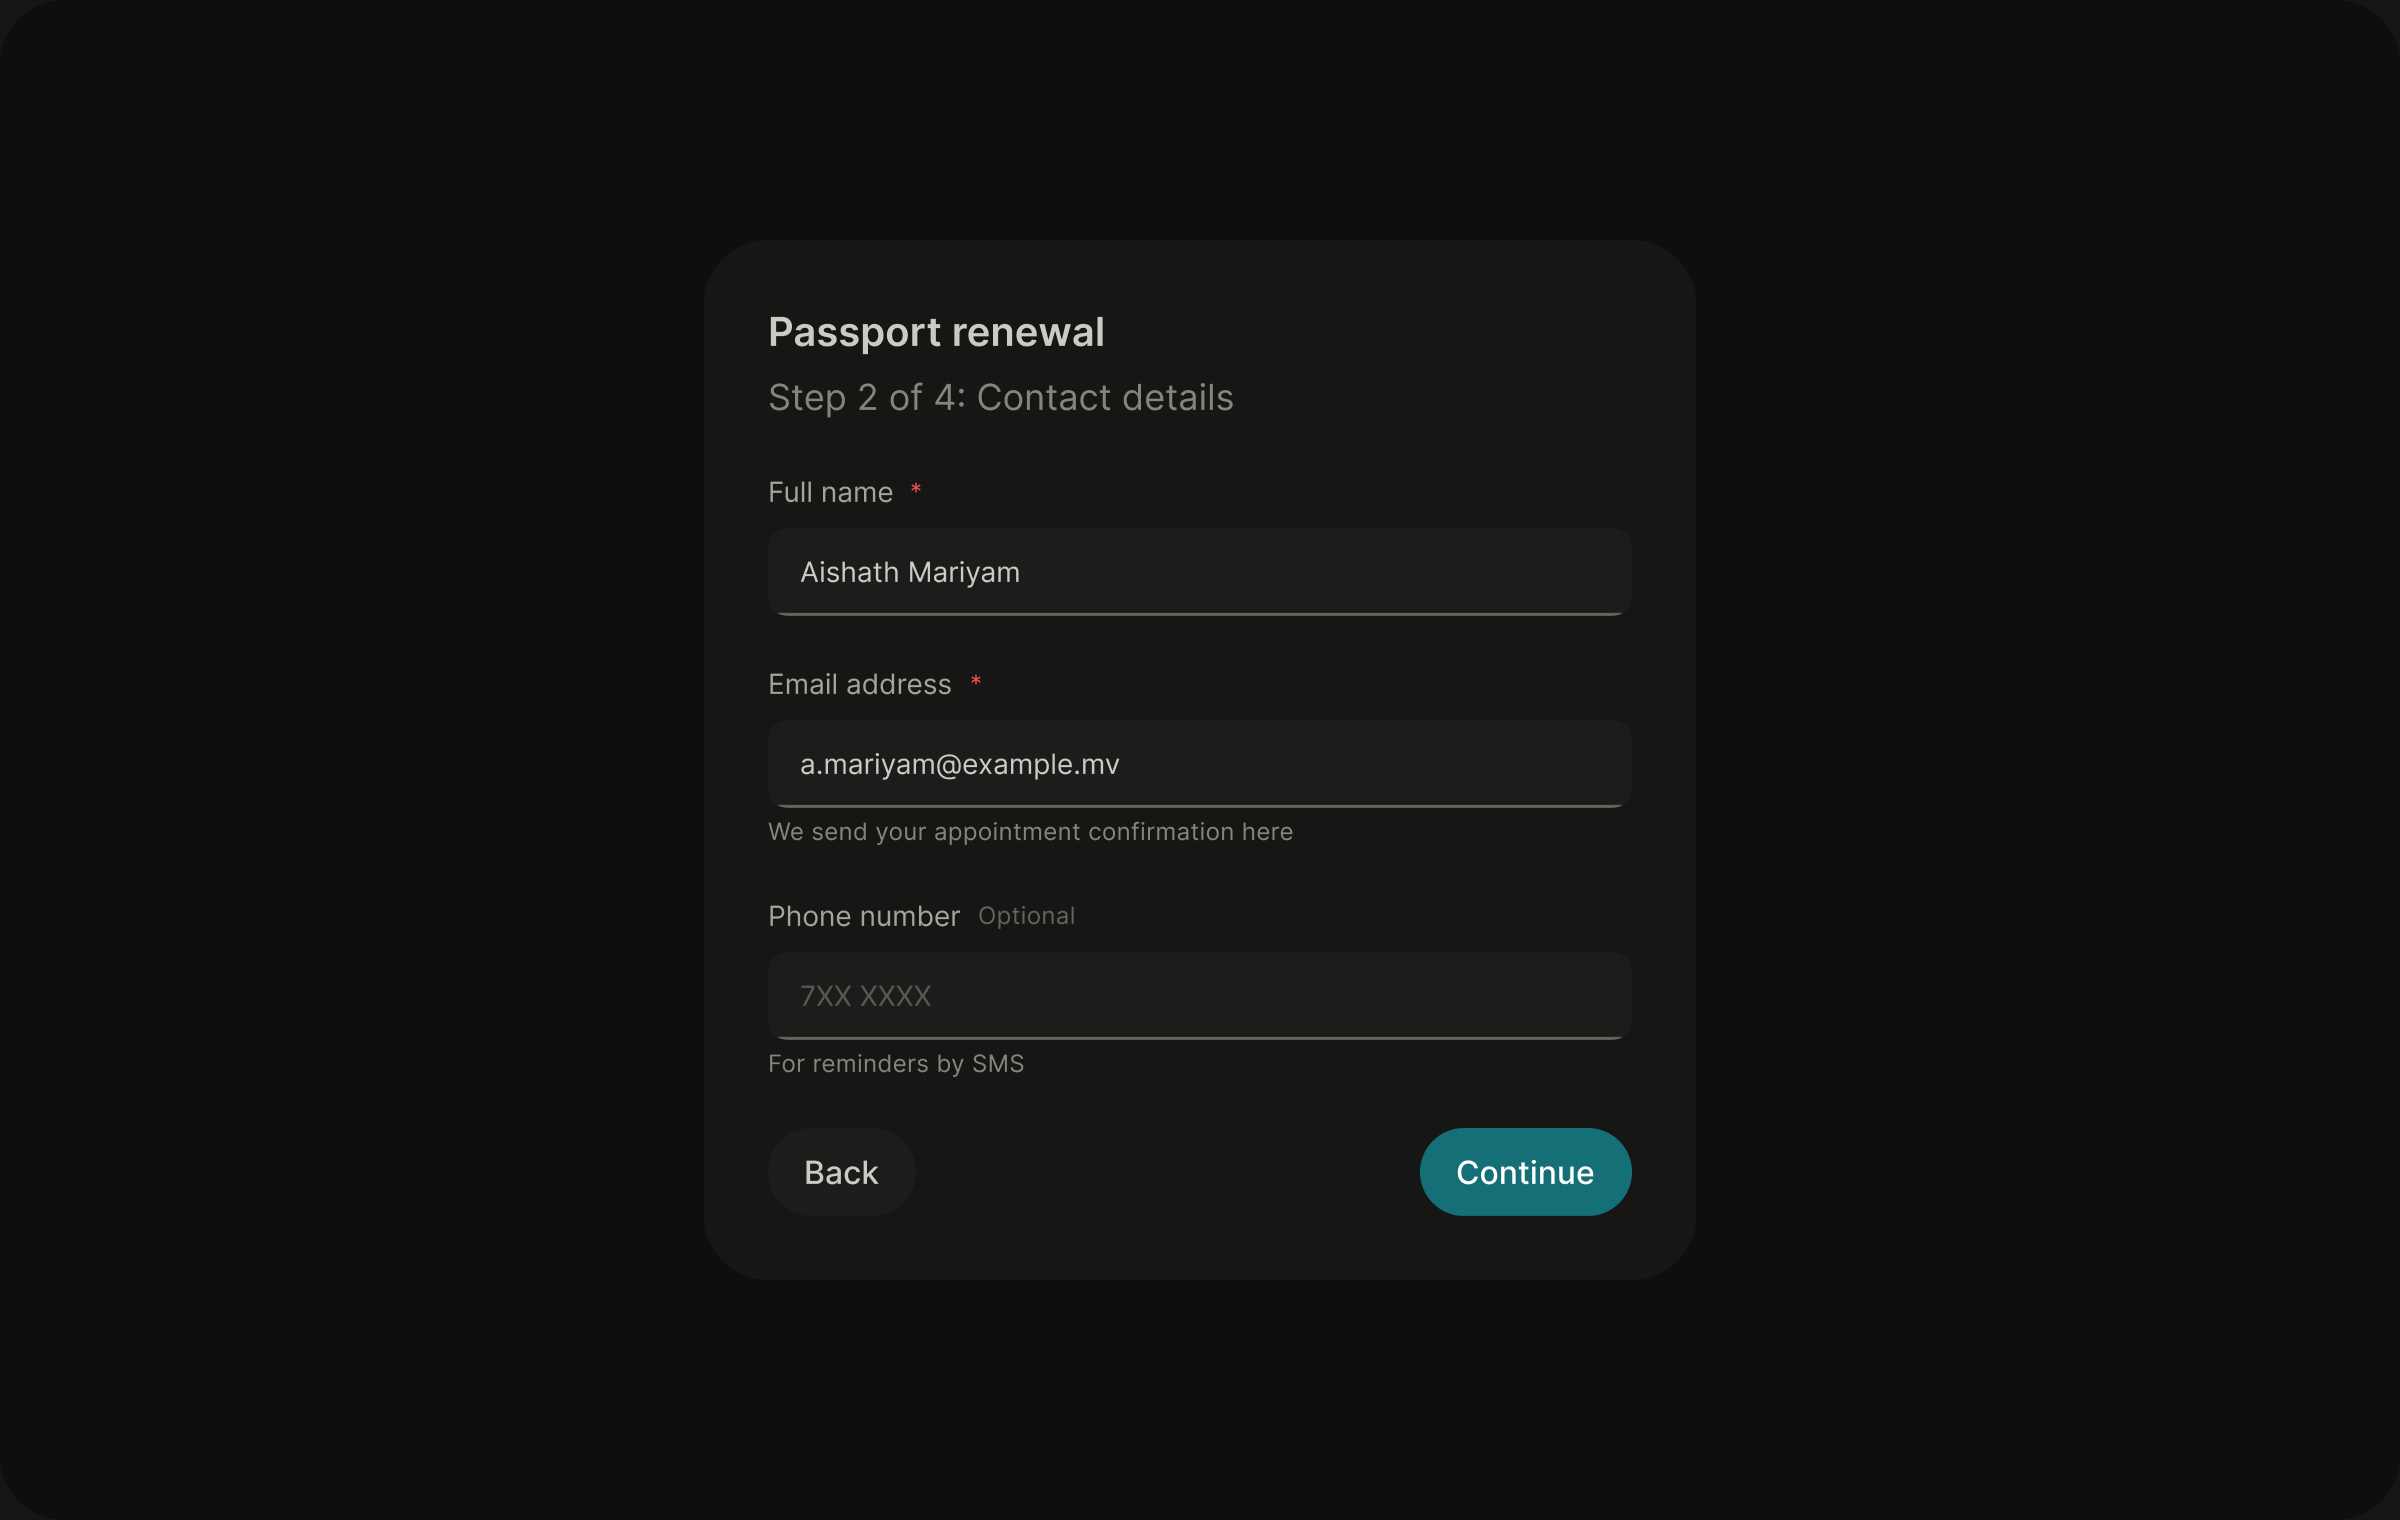 Passport renewal
Step 2 of 4: Contact details
Full name *
Aishath Mariyam
Email address *
a.mariyam@example.mv
We send your appointment confirmation here
Phone number Optional
7XX XXXX
For reminders by SMS
Back
Continue